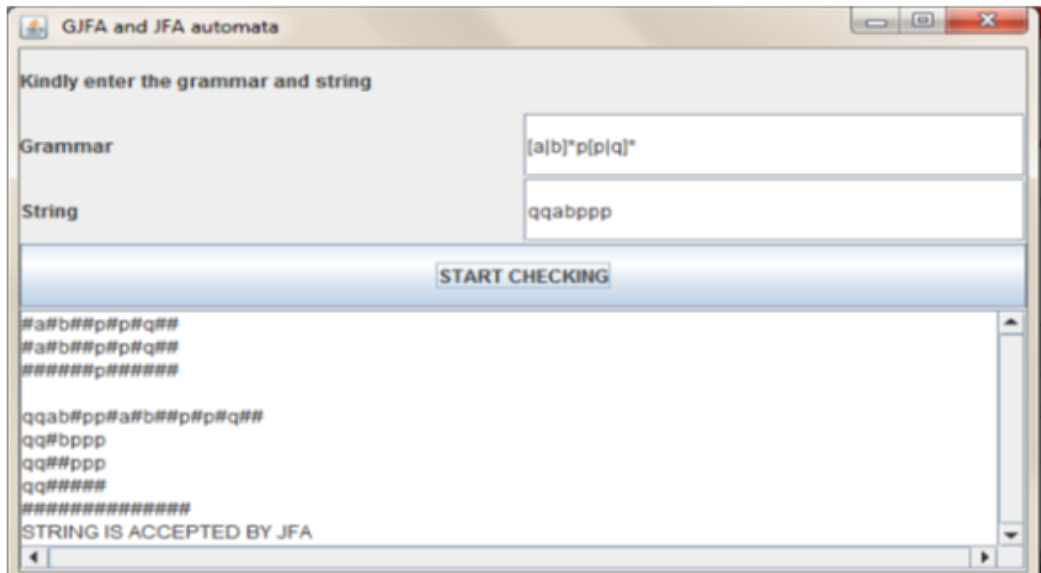 GJFA and JFA automata
Kindly enter the grammar and string
Grammar
[a|b]*p[p|q]*
String
qqabppp
START CHECKING
#a#b##p#p#q##
#a#b##p#p#q##
######p######
qqab#pp#a#b##p#p#q##
qq#bppp
qq##ppp
qq#####
##############
STRING IS ACCEPTED BY JFA